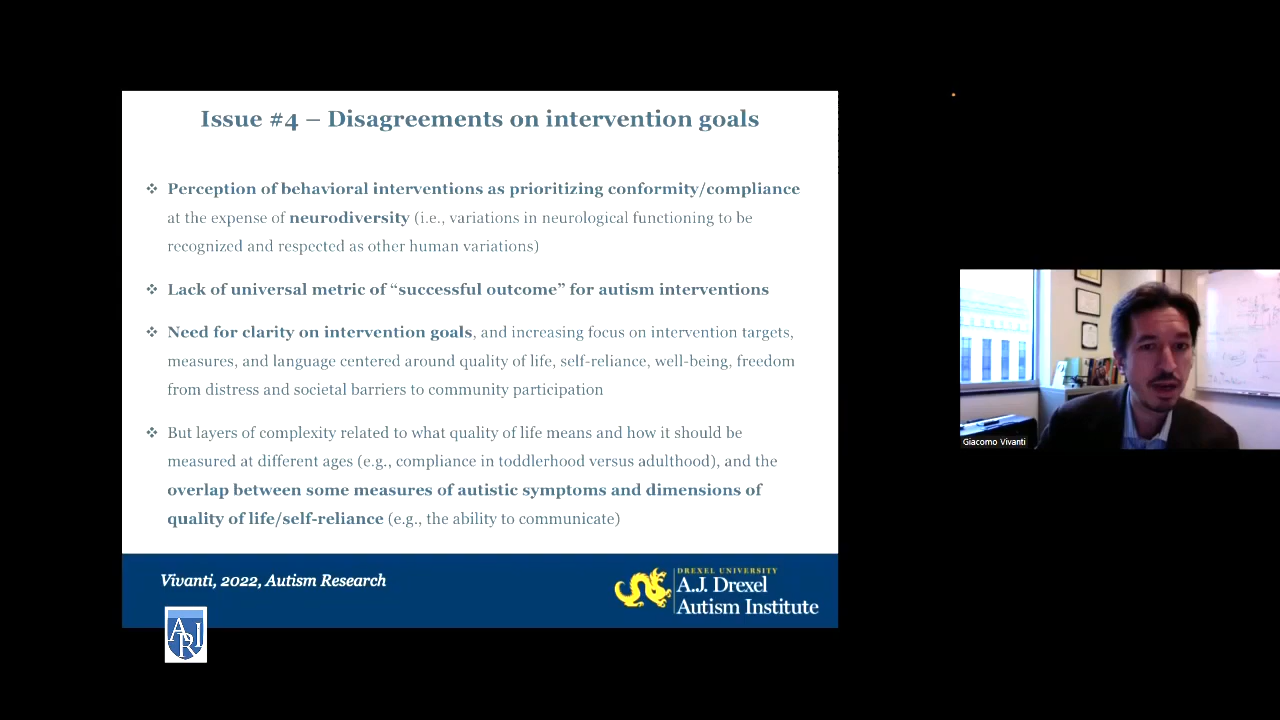 Issue #4 – Disagreements on intervention goals
❖ Perception of behavioral interventions as prioritizing conformity/compliance
at the expense of neurodiversity (i.e., variations in neurological functioning to be
recognized and respected as other human variations)
❖ Lack of universal metric of “successful outcome” for autism interventions
❖ Need for clarity on intervention goals, and increasing focus on intervention targets,
measures, and language centered around quality of life, self-reliance, well-being, freedom
from distress and societal barriers to community participation
❖ But layers of complexity related to what quality of life means and how it should be
measured at different ages (e.g., compliance in toddlerhood versus adulthood), and the
overlap between some measures of autistic symptoms and dimensions of
quality of life/self-reliance (e.g., the ability to communicate)
Vivanti, 2022, Autism Research
DREXEL UNIVERSITY
A.J. Drexel
Autism Institute
ARI
Giacomo Vivanti